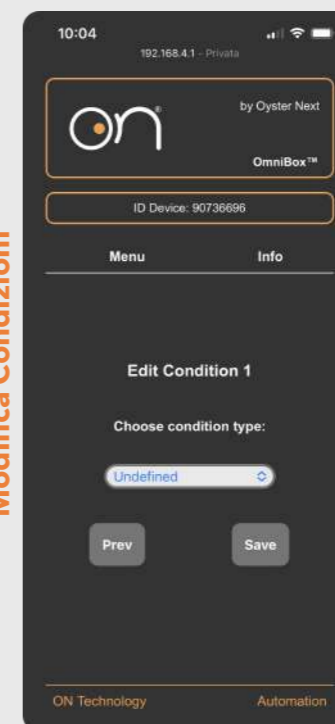 Modifica Condizioni
10:04
192.168.4.1 - Privata
on®
by Oyster Next
OmniBox™
ID Device: 90736696
Menu Info
Edit Condition 1
Choose condition type:
Undefined
Prev Save
ON Technology Automation